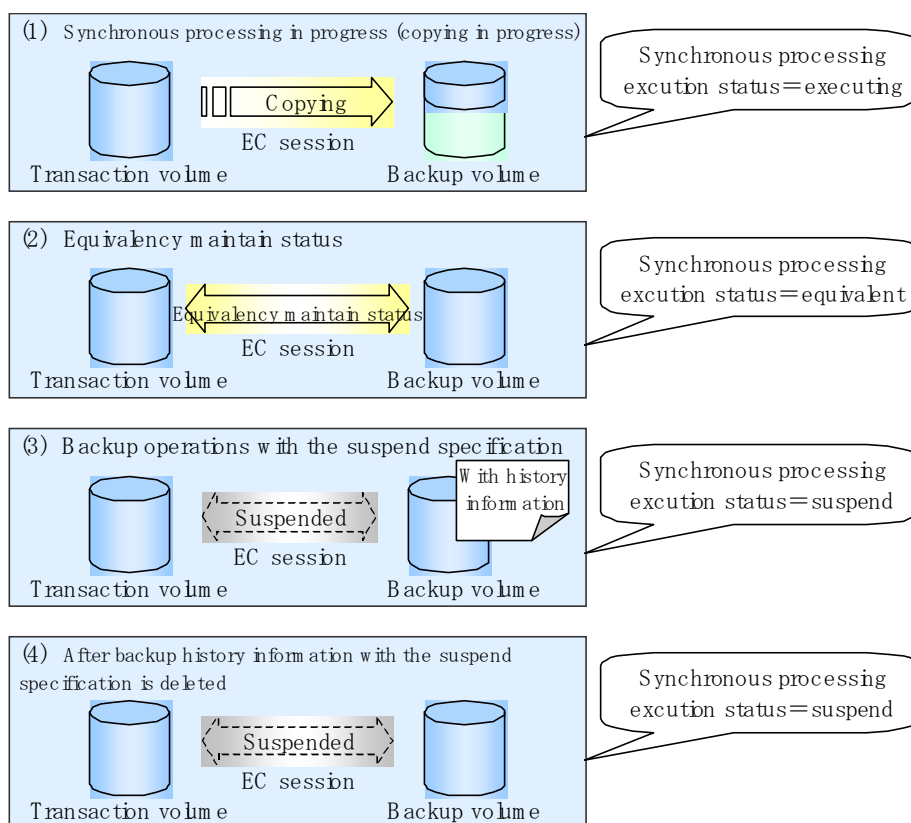 (1) Synchronous processing in progress (copying in progress)
Copying
EC session
Transaction volume
Backup volume
Synchronous processing
excution status=executing
(2) Equivalency maintain status
Equivalency maintain status
EC session
Transaction volume
Backup volume
Synchronous processing
excution status=equivalent
(3) Backup operations with the suspend specification
With history
information
Suspended
EC session
Transaction volume
Backup volume
Synchronous processing
excution status=suspend
(4) After backup history information with the suspend
specification is deleted
Suspended
EC session
Transaction volume
Backup volume
Synchronous processing
excution status=suspend